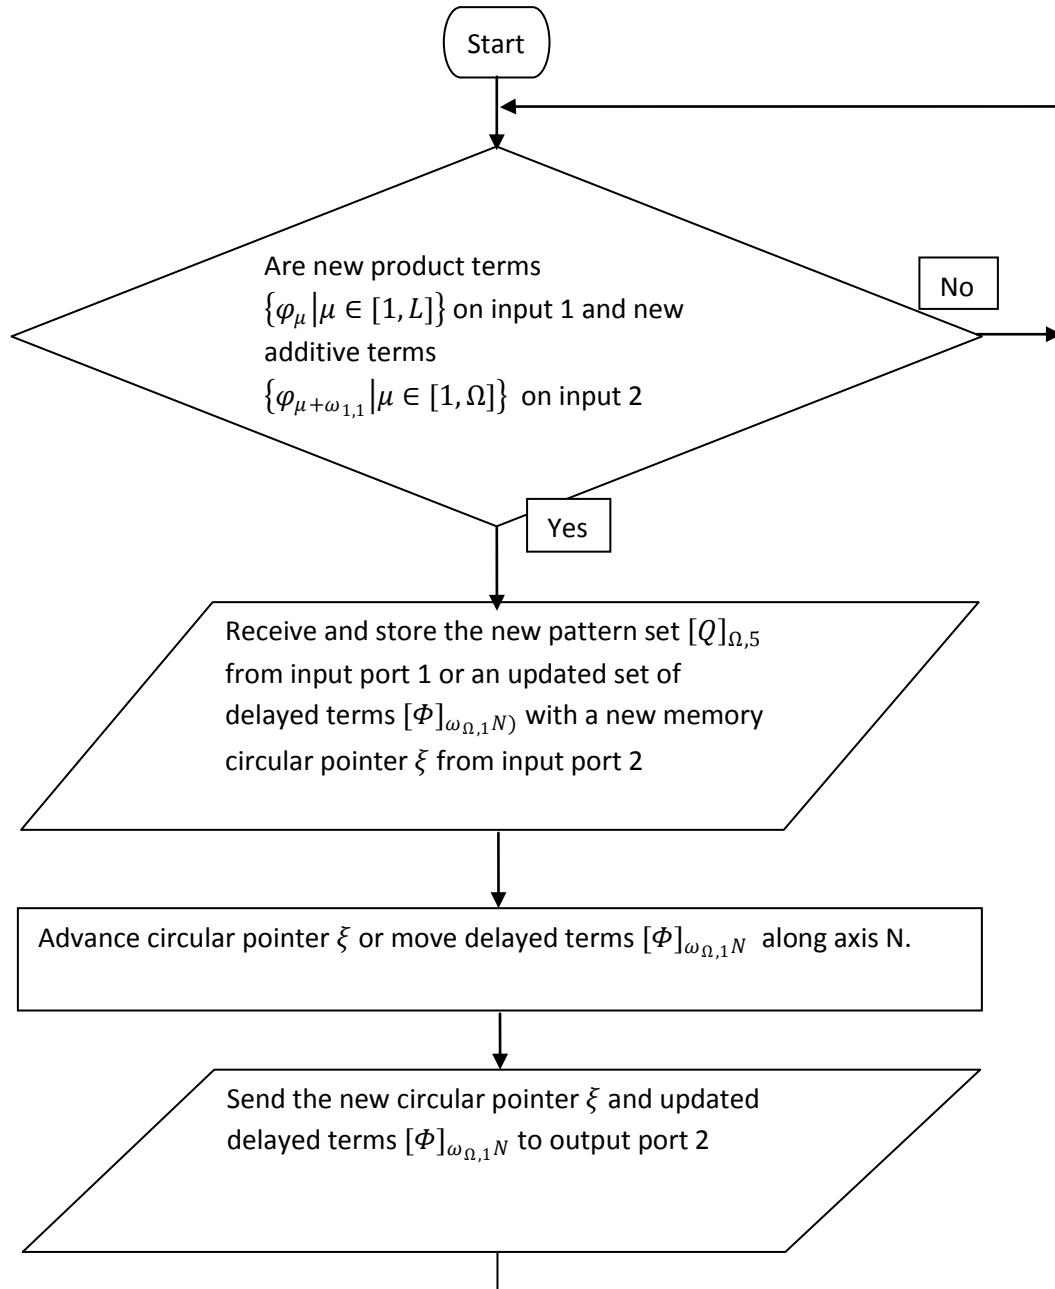 Start
Are new product terms
{φ_μ|μ ∈ [1, L]} on input 1 and new
additive terms
{φ_{μ+ω_{1,1}}|μ ∈ [1, Ω]} on input 2
No
Yes
Receive and store the new pattern set [Q]_{Ω,5}
from input port 1 or an updated set of
delayed terms [Φ]_{ω_{Ω,1}N)} with a new memory
circular pointer ξ from input port 2
Advance circular pointer ξ or move delayed terms [Φ]_{ω_{Ω,1}N} along axis N.
Send the new circular pointer ξ and updated
delayed terms [Φ]_{ω_{Ω,1}N} to output port 2